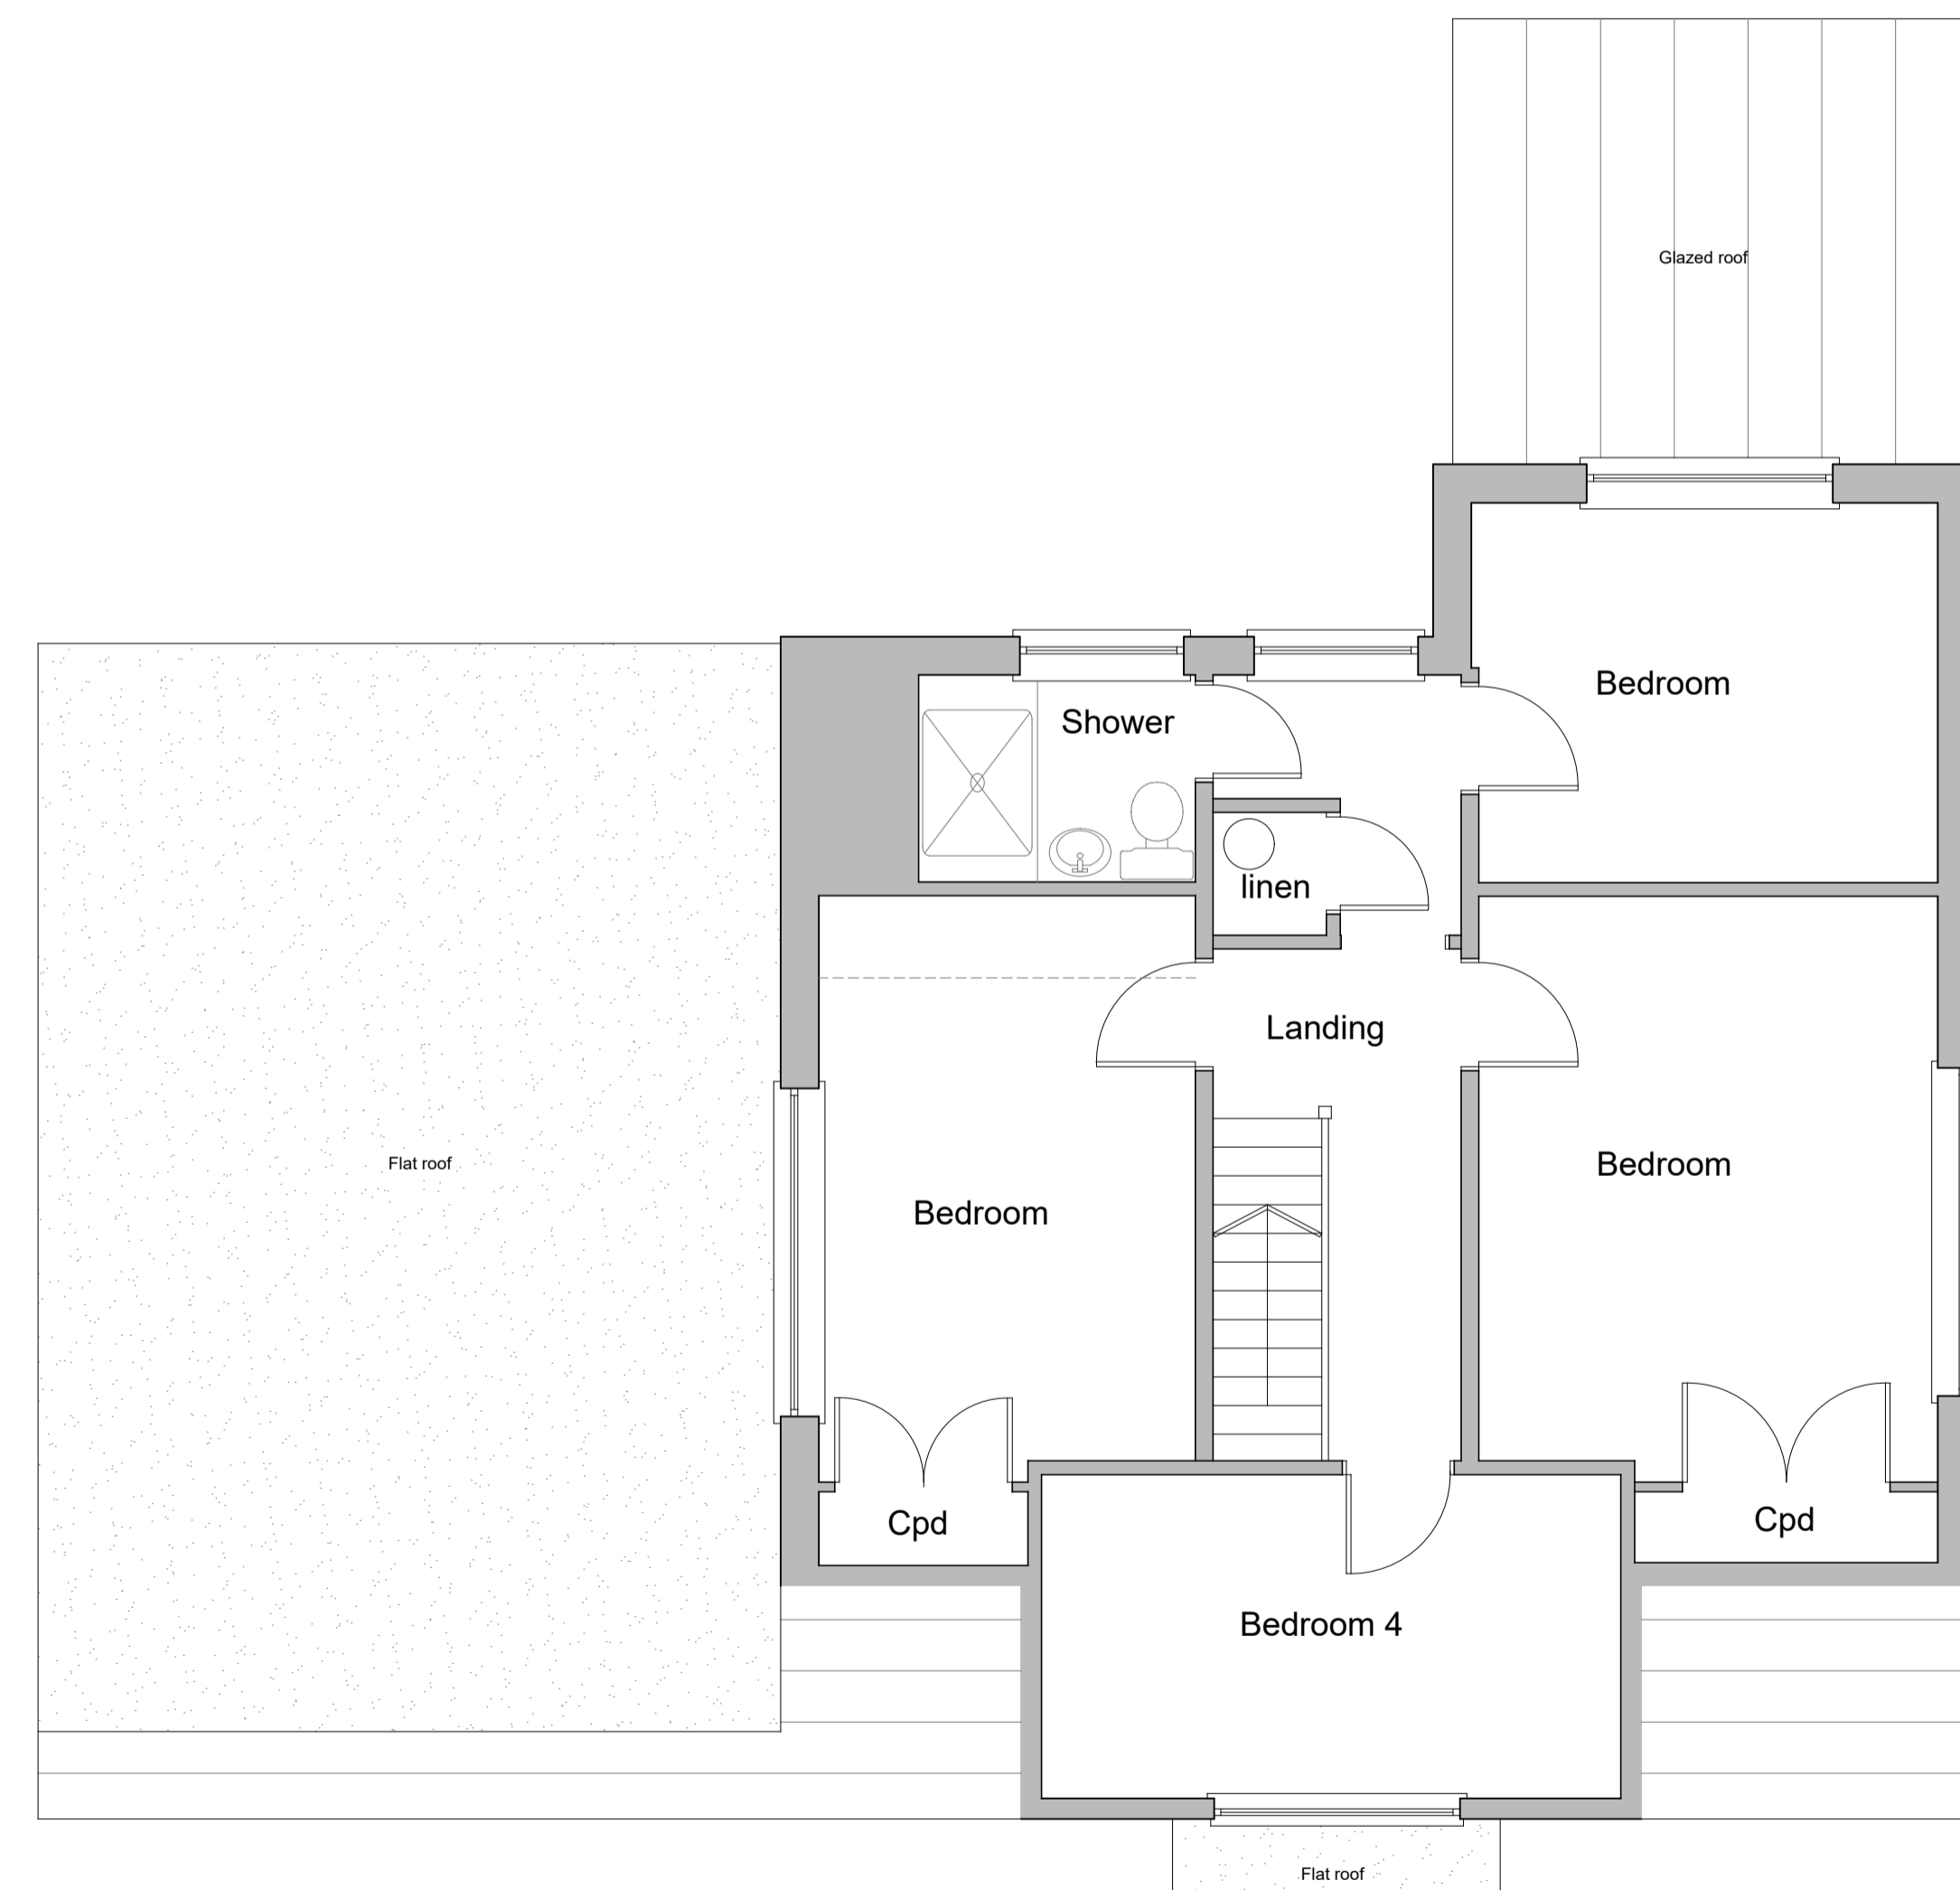 Glazed roof
Bedroom
Shower
linen
Landing
Flat roof
Bedroom
Bedroom
Cpd
Cpd
Bedroom 4
Flat roof